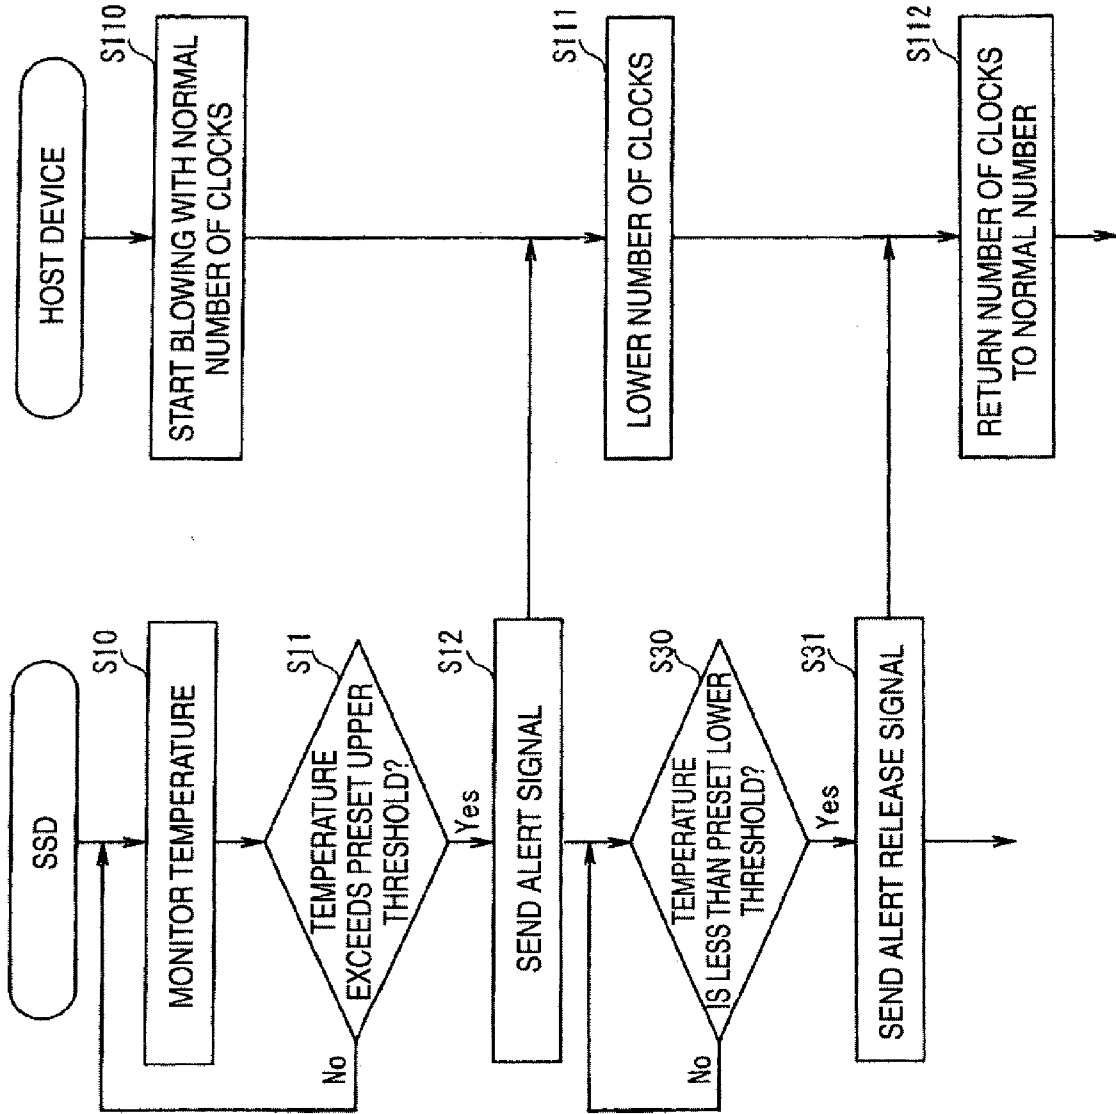 SSD
S10
MONITOR TEMPERATURE
S11
TEMPERATURE
EXCEEDS PRESET UPPER
THRESHOLD?
No
Yes
S12
SEND ALERT SIGNAL
S30
TEMPERATURE
IS LESS THAN PRESET LOWER
THRESHOLD?
No
Yes
S31
SEND ALERT RELEASE SIGNAL
HOST DEVICE
S110
START BLOWING WITH NORMAL
NUMBER OF CLOCKS
S111
LOWER NUMBER OF CLOCKS
S112
RETURN NUMBER OF CLOCKS
TO NORMAL NUMBER